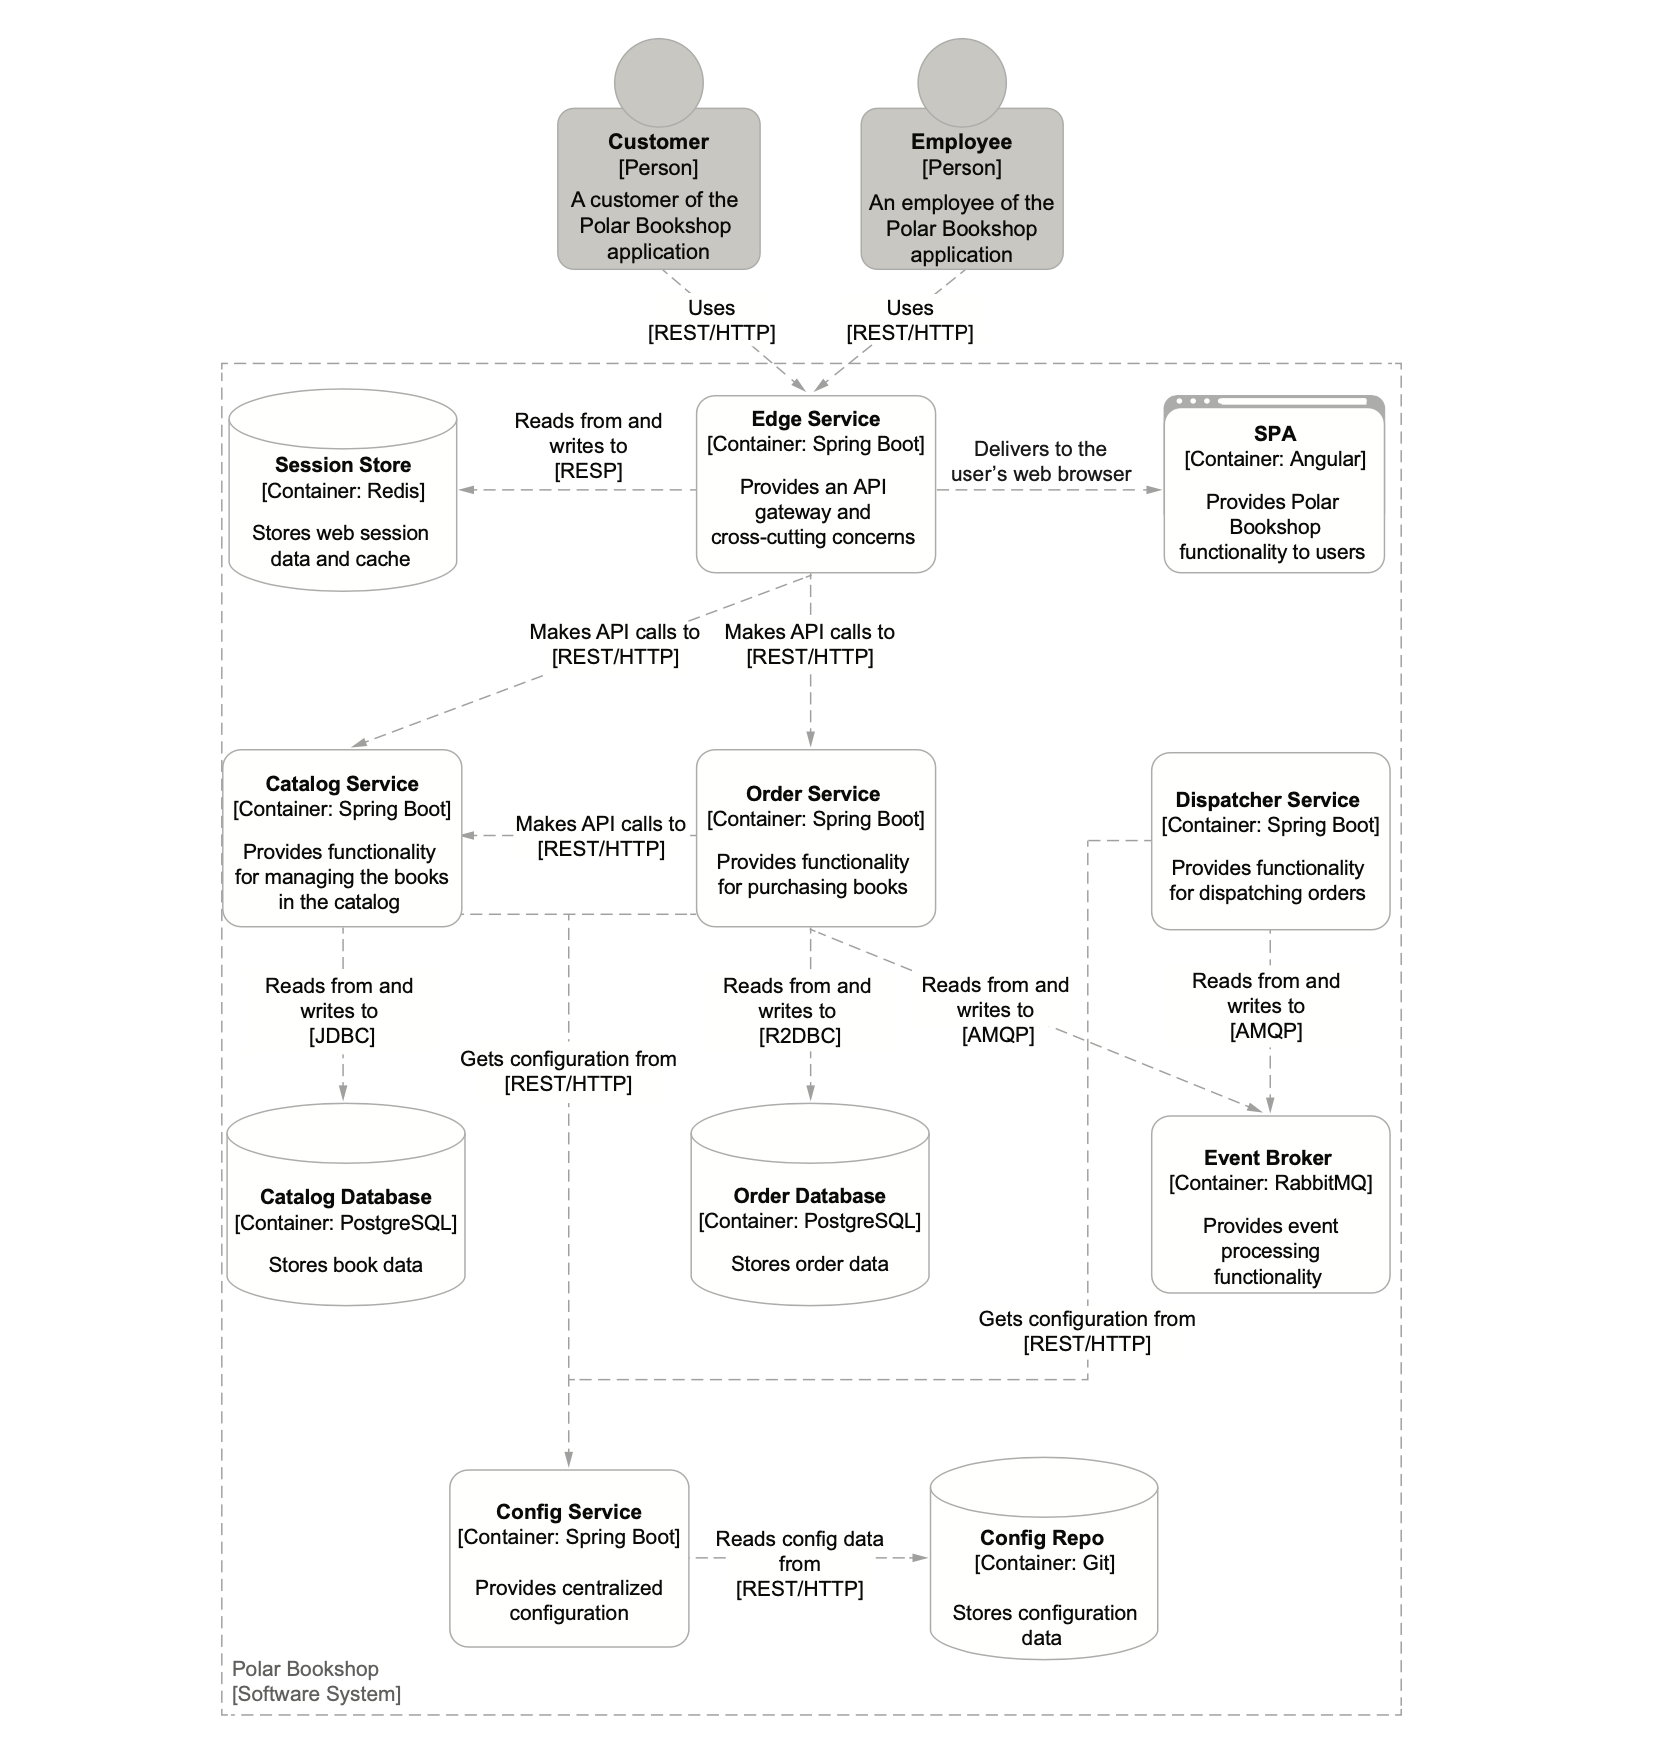 Customer
[Person]
A customer of the
Polar Bookshop
application
Employee
[Person]
An employee of the
Polar Bookshop
application
Uses
[REST/HTTP]
Uses
[REST/HTTP]
Session Store
[Container: Redis]
Stores web session
data and cache
Reads from and
writes to
[RESP]
Edge Service
[Container: Spring Boot]
Provides an API
gateway and
cross-cutting concerns
Delivers to the
user’s web browser
SPA
[Container: Angular]
Provides Polar
Bookshop
functionality to users
Makes API calls to
[REST/HTTP]
Makes API calls to
[REST/HTTP]
Catalog Service
[Container: Spring Boot]
Provides functionality
for managing the books
in the catalog
Makes API calls to
[REST/HTTP]
Order Service
[Container: Spring Boot]
Provides functionality
for purchasing books
Dispatcher Service
[Container: Spring Boot]
Provides functionality
for dispatching orders
Reads from and
writes to
[JDBC]
Gets configuration from
[REST/HTTP]
Reads from and
writes to
[R2DBC]
Reads from and
writes to
[AMQP]
Reads from and
writes to
[AMQP]
Catalog Database
[Container: PostgreSQL]
Stores book data
Order Database
[Container: PostgreSQL]
Stores order data
Event Broker
[Container: RabbitMQ]
Provides event
processing
functionality
Gets configuration from
[REST/HTTP]
Config Service
[Container: Spring Boot]
Provides centralized
configuration
Reads config data
from
[REST/HTTP]
Config Repo
[Container: Git]
Stores configuration
data
Polar Bookshop
[Software System]